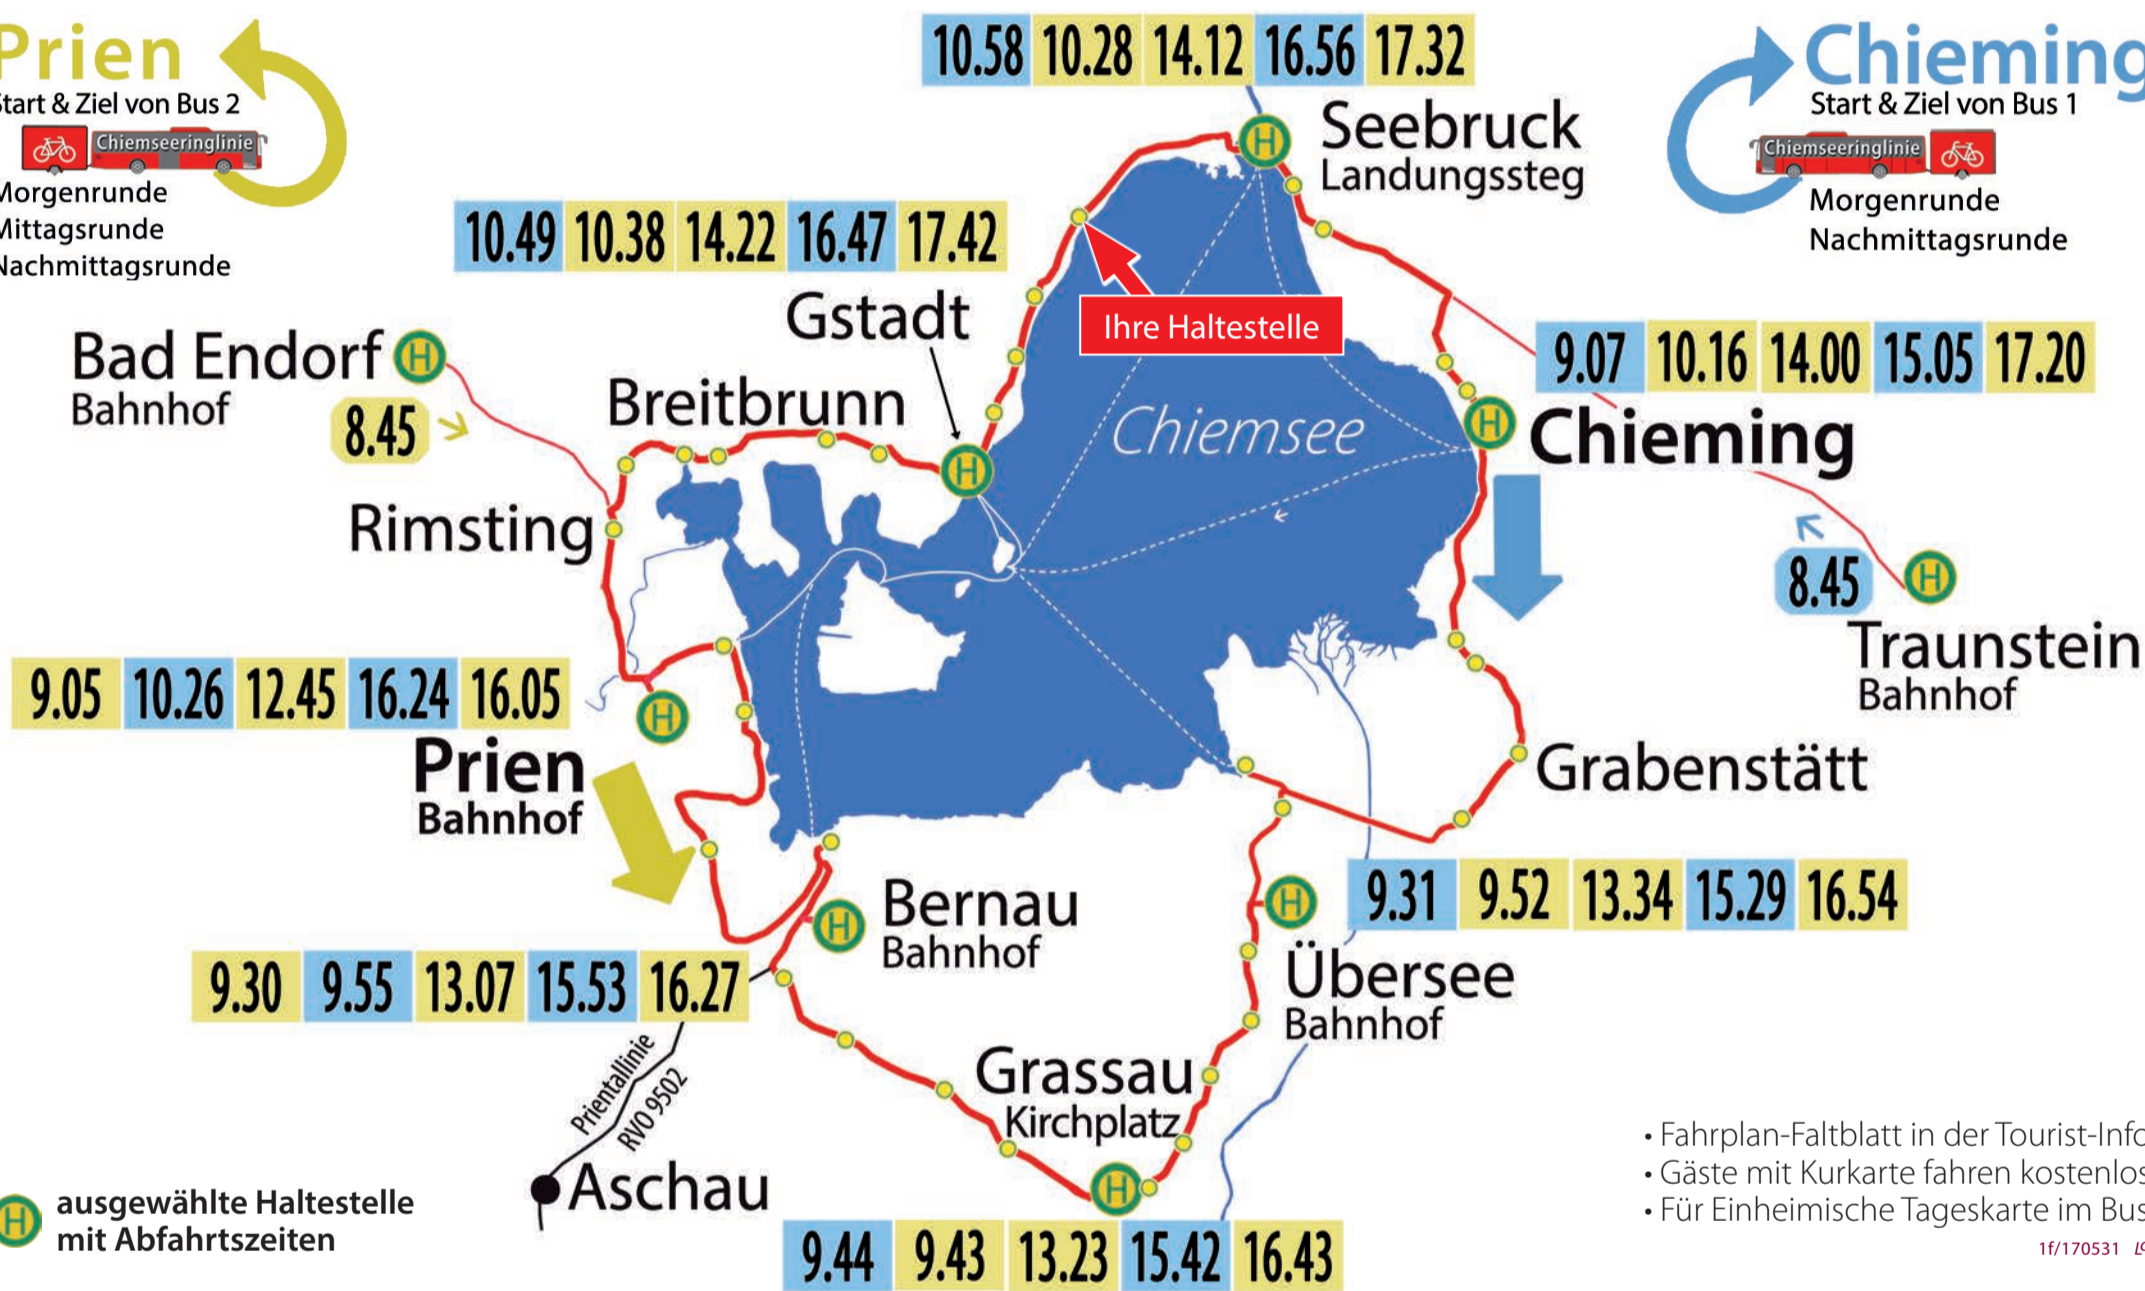 Prien
Start & Ziel von Bus 2
Chiemseeringlinie
Morgenrunde
Mittagsrunde
Nachmittagsrunde
10.58 10.28 14.12 16.56 17.32
Seebruck
Landungssteg
Chieming
Start & Ziel von Bus 1
Chiemseeringlinie
Morgenrunde
Nachmittagsrunde
10.49 10.38 14.22 16.47 17.42
Gstadt
Ihre Haltestelle
Bad Endorf H
Bahnhof
8.45
Breitbrunn
H
H
Chiemsee
9.07 10.16 14.00 15.05 17.20
H Chieming
Rimsting
8.45
H
Traunstein
Bahnhof
9.05 10.26 12.45 16.24 16.05
H
Prien
Bahnhof
Grabenstätt
H Bernau
Bahnhof
H
9.31 9.52 13.34 15.29 16.54
Übersee
Bahnhof
9.30 9.55 13.07 15.53 16.27
Prientallinie
RVO 9502
Aschau
Grassau
Kirchplatz
H
9.44 9.43 13.23 15.42 16.43
H ausgewählte Haltestelle
mit Abfahrtszeiten
• Fahrplan-Faltblatt in der Tourist-Info
• Gäste mit Kurkarte fahren kostenlos
• Für Einheimische Tageskarte im Bus
1f/170531